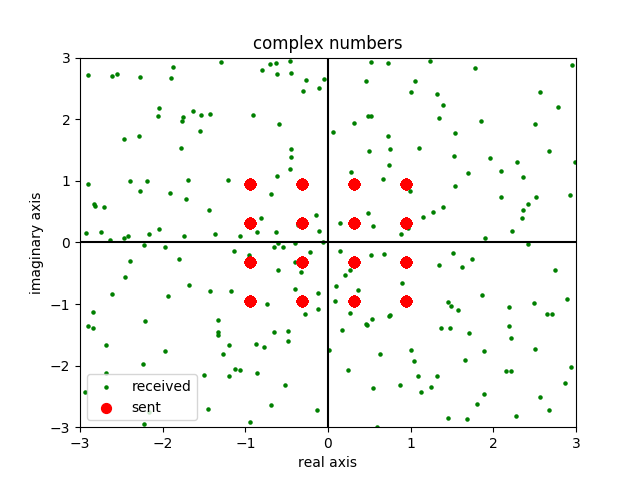 complex numbers
3
2
1
0
−1
−2
−3
imaginary axis
received
sent
−3
−2
−1
0
1
2
3
real axis